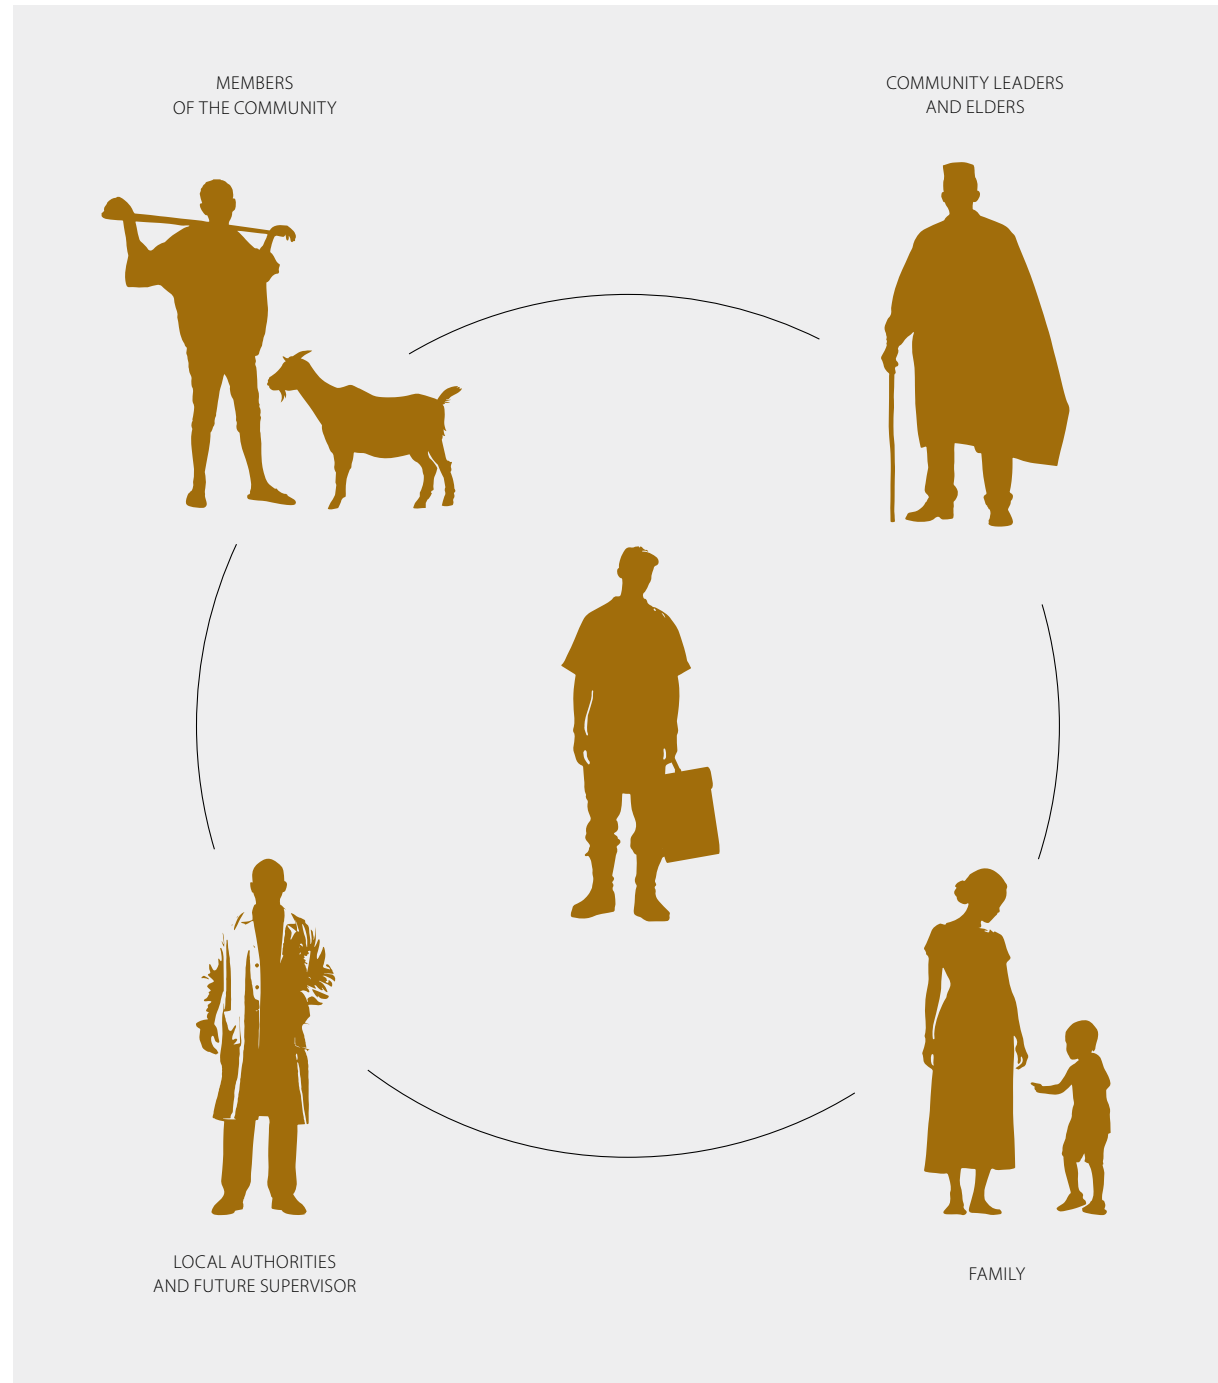 MEMBERS
OF THE COMMUNITY
COMMUNITY LEADERS
AND ELDERS
LOCAL AUTHORITIES
AND FUTURE SUPERVISOR
FAMILY